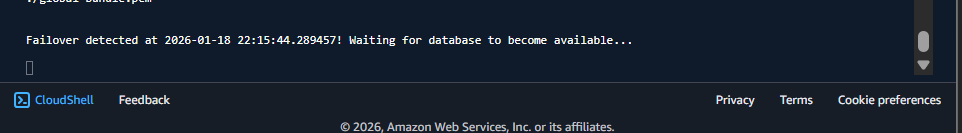 ./global-bundle.pem
Failover detected at 2026-01-18 22:15:44.289457! Waiting for database to become available...
CloudShell Feedback Privacy Terms Cookie preferences
© 2026, Amazon Web Services, Inc. or its affiliates.